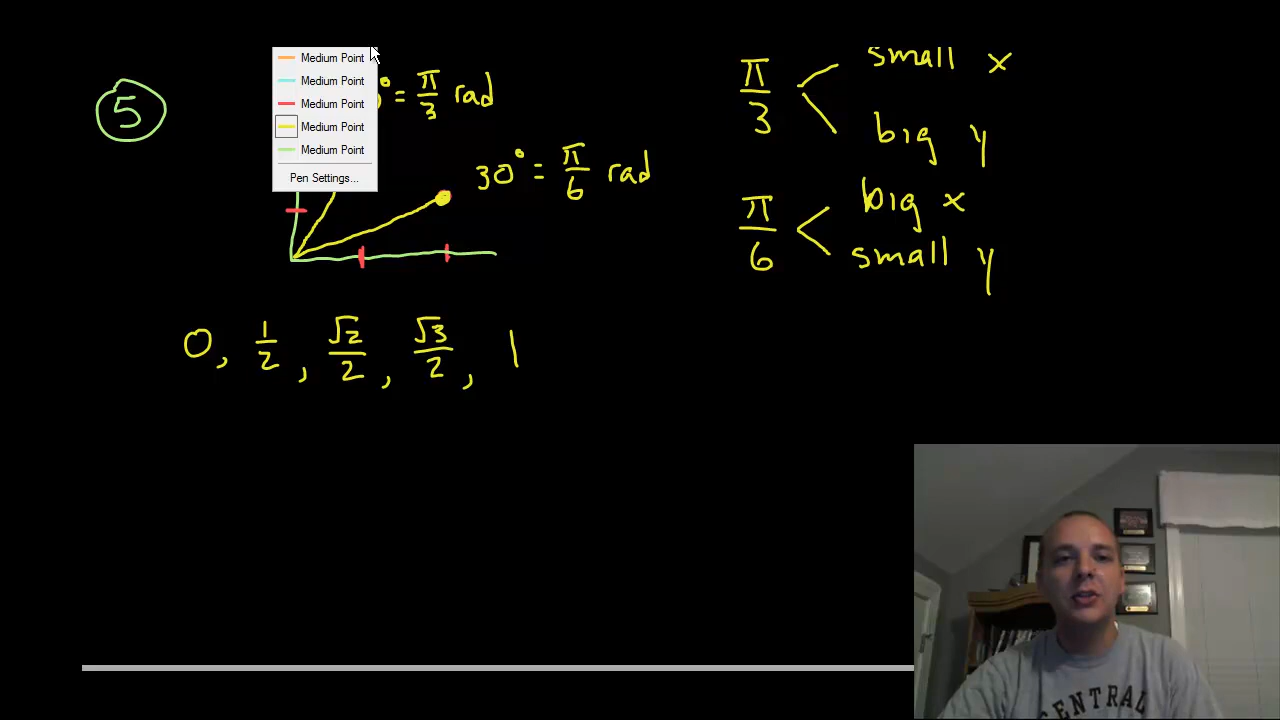 5
Medium Point
Medium Point
Medium Point
Medium Point
Medium Point
Pen Settings...
° = π/3 rad
30° = π/6 rad
π/3 < small x
big y
π/6 < big x
small y
0, 1/2, √2/2, √3/2, 1
CENTRAL